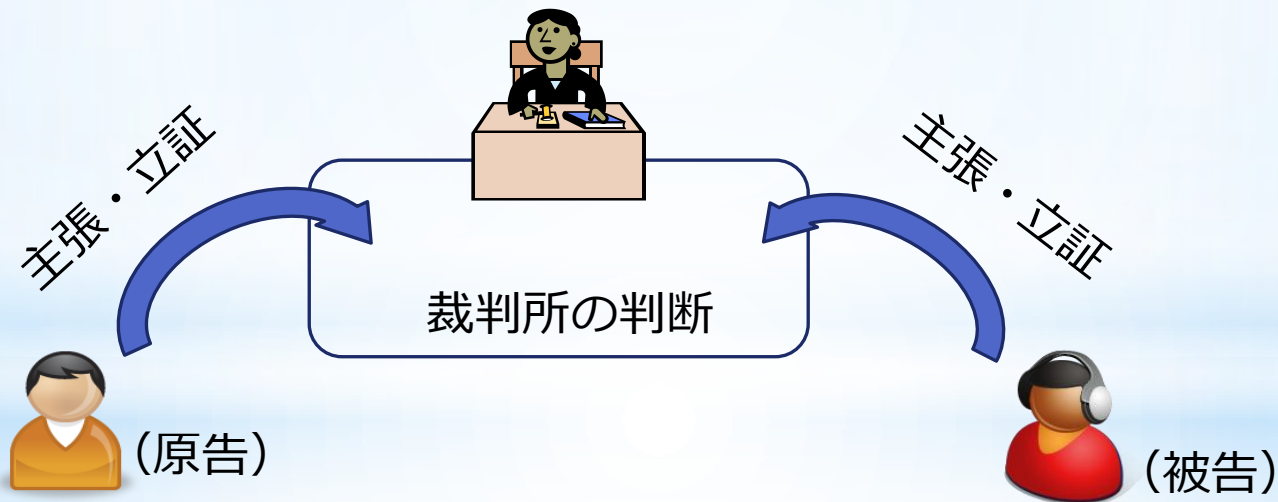 主張・立証
主張・立証
裁判所の判断
（原告）
（被告）